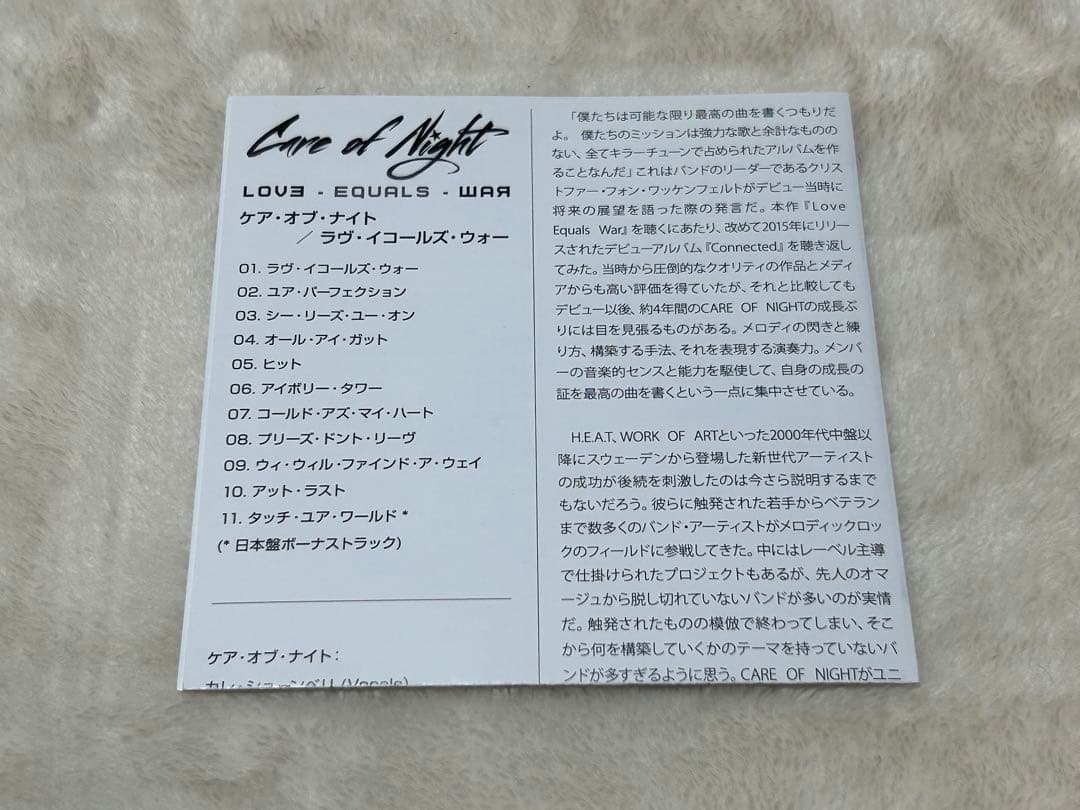 Care of Night
LOVE - EQUALS - WAR
ケア・オブ・ナイト
／ ラヴ・イコールズ・ウォー
01. ラヴ・イコールズ・ウォー
02. ユア・パーフェクション
03. シー・リーズ・ユー・オン
04. オール・アイ・ガット
05. ヒット
06. アイボリー・タワー
07. コールド・アズ・マイ・ハート
08. プリーズ・ドント・リーヴ
09. ウィ・ウィル・ファインド・ア・ウェイ
10. アット・ラスト
11. タッチ・ユア・ワールド *
(* 日本盤ボーナストラック)
ケア・オブ・ナイト：
「僕たちは可能な限り最高の曲を書くつもりだ
よ。 僕たちのミッションは強力な歌と余計なものの
ない、全てキラーチューンで占められたアルバムを作
ることなんだ」これはバンドのリーダーであるクリス
トファー・フォン・ワッケンフェルトがデビュー当時に
将来の展望を語った際の発言だ。本作『Love
Equals War』を聴くにあたり、改めて2015年にリリー
スされたデビューアルバム『Connected』を聴き返し
てみた。当時から圧倒的なクオリティの作品とメディ
アからも高い評価を得ていたが、それと比較しても
デビュー以後、約4年間のCARE OF NIGHTの成長ぶ
りには目を見張るものがある。メロディの閃きと練
り方、構築する手法、それを表現する演奏力。メンバ
ーの音楽的センスと能力を駆使して、自身の成長の
証を最高の曲を書くという一点に集中させている。
H.E.A.T、WORK OF ARTといった2000年代中盤以
降にスウェーデンから登場した新世代アーティスト
の成功が後続を刺激したのは今さら説明するまで
もないだろう。彼らに触発された若手からベテラン
まで数多くのバンド・アーティストがメロディックロッ
クのフィールドに参戦してきた。中にはレーベル主導
で仕掛けられたプロジェクトもあるが、先人のオマ
ージュから脱し切れていないバンドが多いのが実情
だ。触発されたものの模倣で終わってしまい、そこ
から何を構築していくかのテーマを持っていないバ
ンドが多すぎるように思う。CARE OF NIGHTがユニ